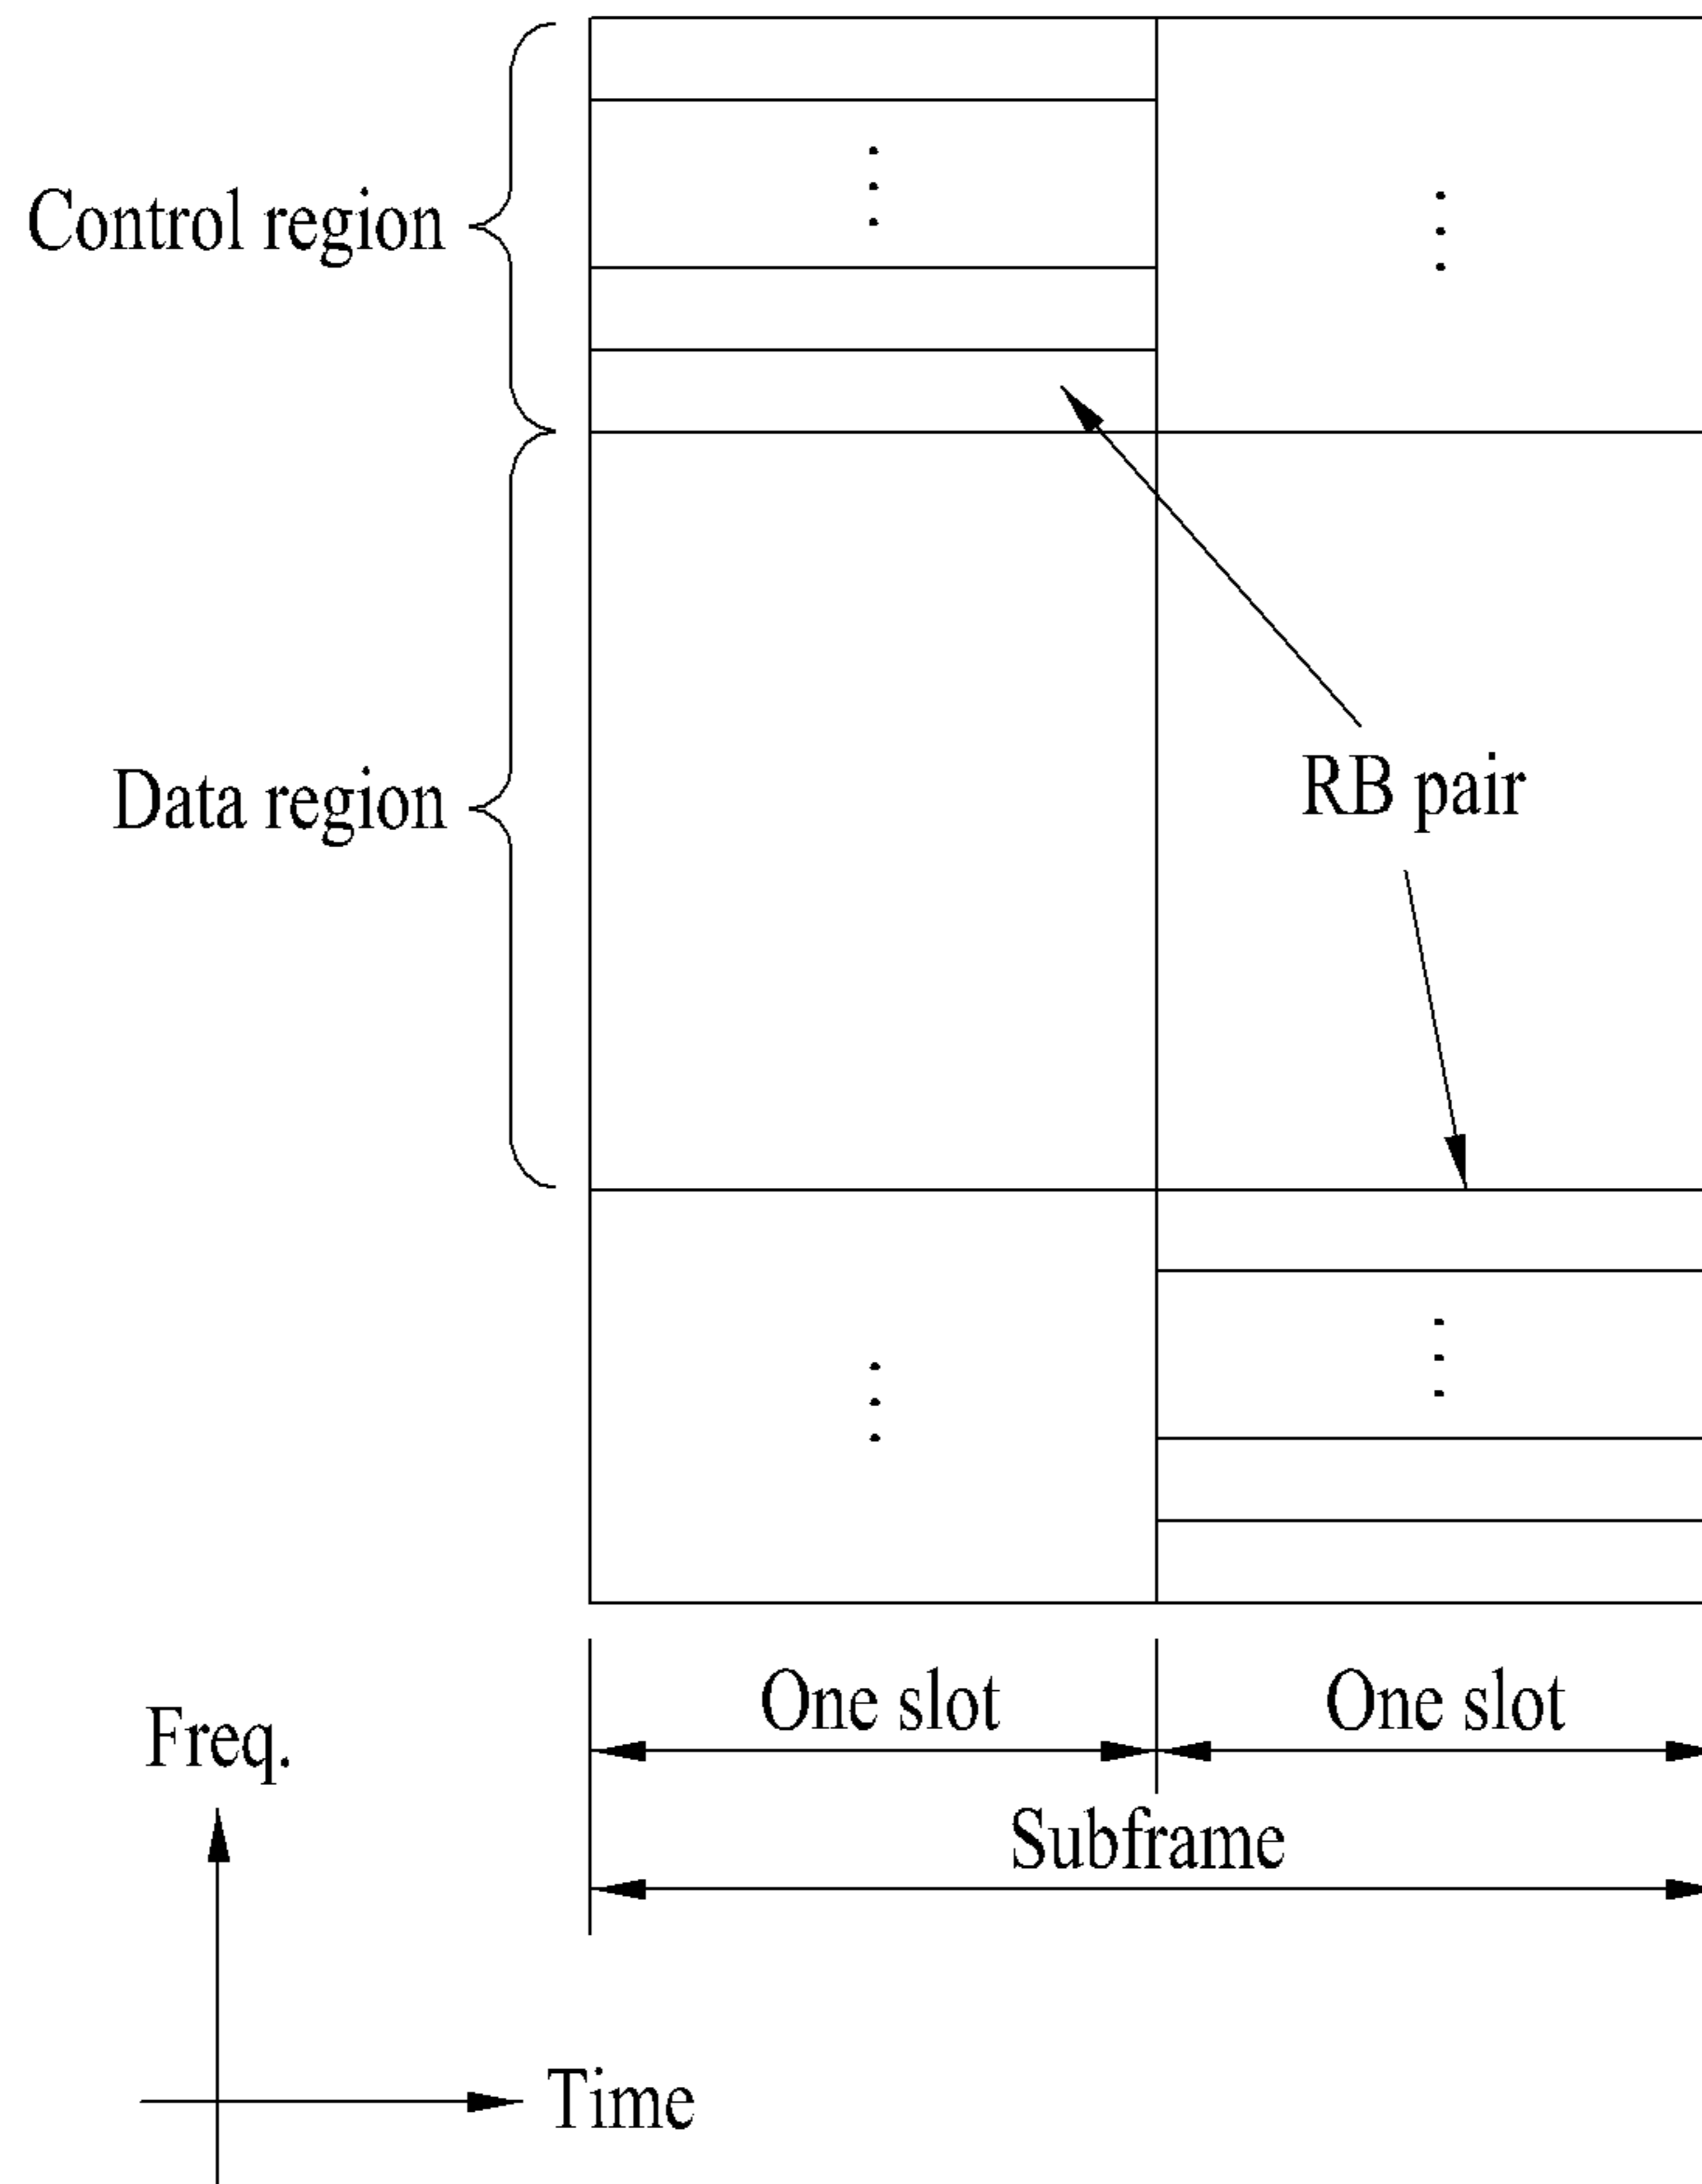 Control region
Data region
RB pair
One slot
One slot
Freq.
Subframe
Time